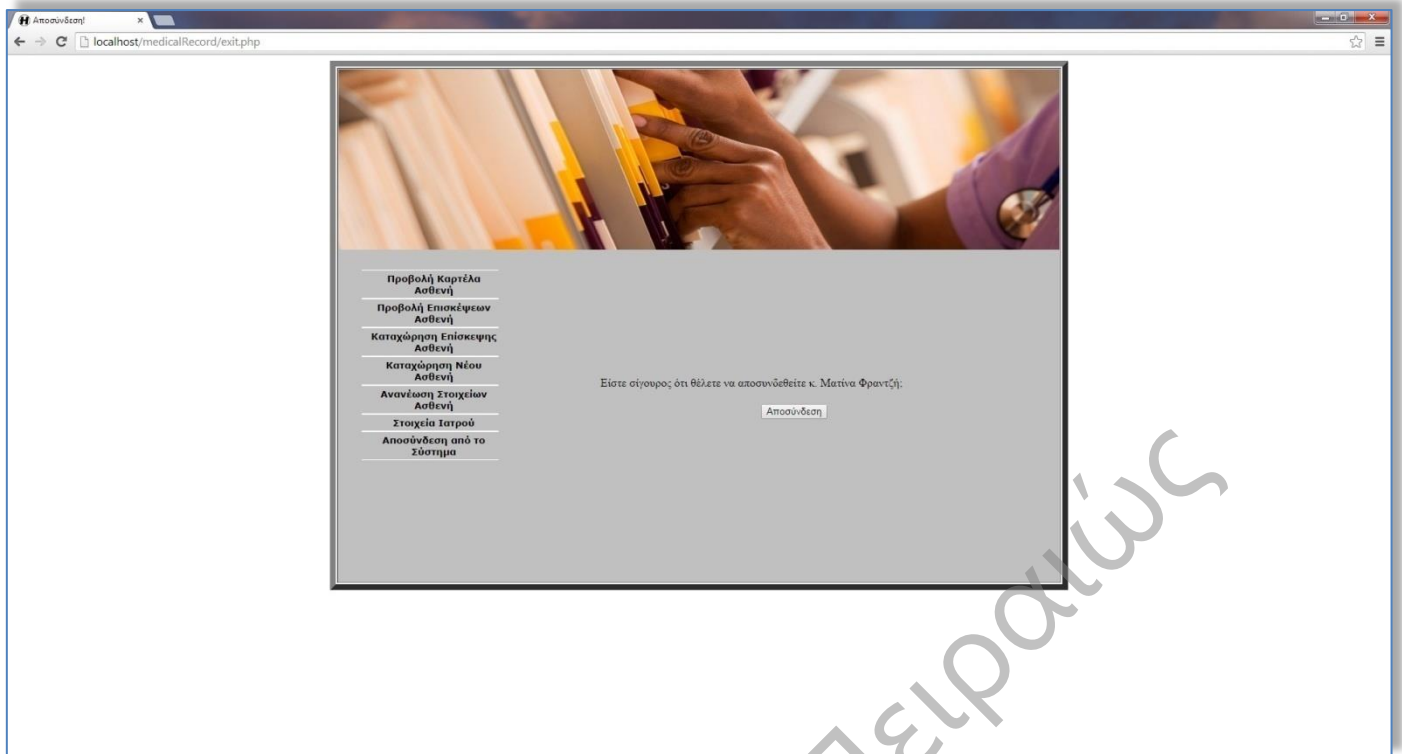 Αποσύνδεση!
localhost/medicalRecord/exit.php
Προβολή Καρτέλα
Ασθενή
Προβολή Επισκέψεων
Ασθενή
Καταχώρηση Επίσκεψης
Ασθενή
Καταχώρηση Νέου
Ασθενή
Ανανέωση Στοιχείων
Ασθενή
Στοιχεία Ιατρού
Αποσύνδεση από το
Σύστημα
Είστε σίγουρος ότι θέλετε να αποσυνδεθείτε κ. Ματίνα Φραντζή;
Αποσύνδεση
Πειραιώς